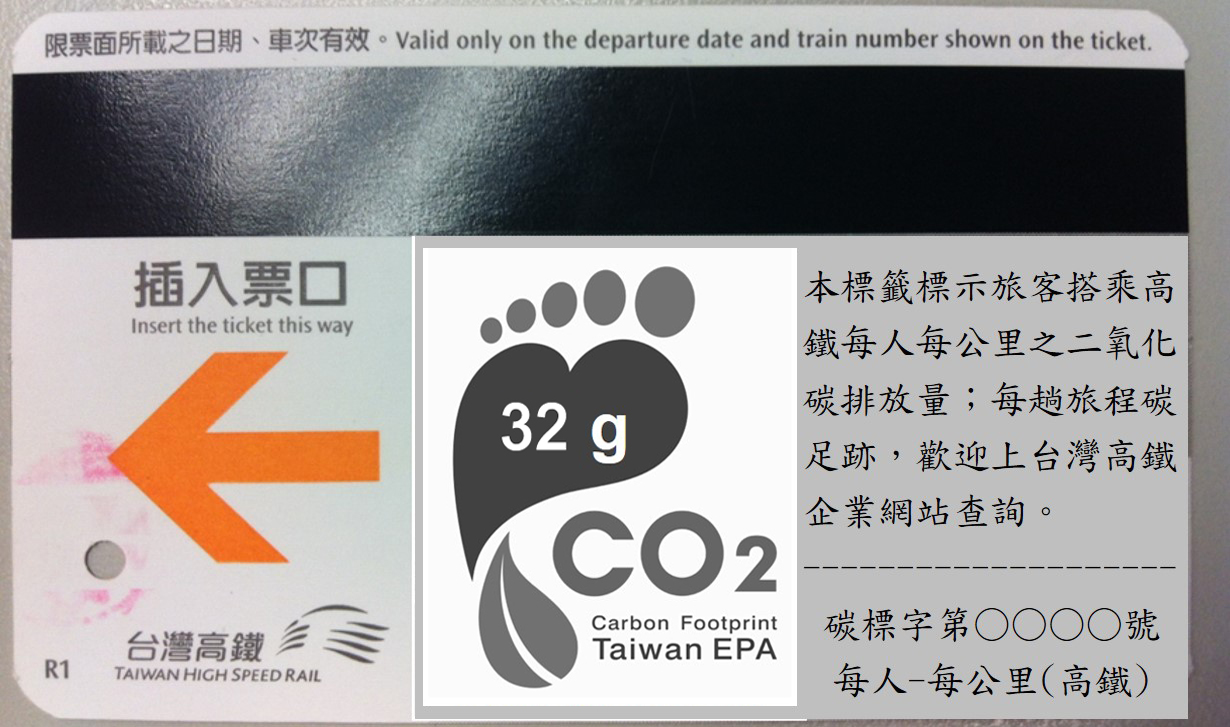 限票面所載之日期、車次有效。Valid only on the departure date and train number shown on the ticket.
插入票口
Insert the ticket this way
台灣高鐵
TAIWAN HIGH SPEED RAIL
R1
32 g
CO2
Carbon Footprint
Taiwan EPA
本標籤標示旅客搭乘高
鐵每人每公里之二氧化
碳排放量；每趟旅程碳
足跡，歡迎上台灣高鐵
企業網站查詢。
碳標字第○○○○號
每人-每公里(高鐵)